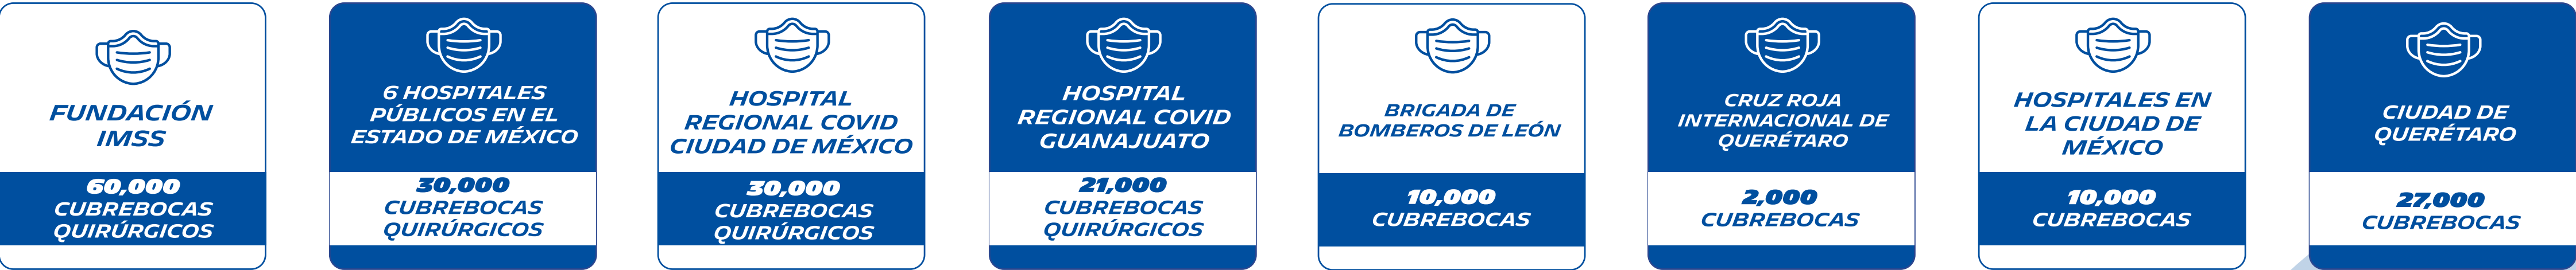 FUNDACIÓN
IMSS
60,000
CUBREBOCAS
QUIRÚRGICOS
6 HOSPITALES
PÚBLICOS EN EL
ESTADO DE MÉXICO
30,000
CUBREBOCAS
QUIRÚRGICOS
HOSPITAL
REGIONAL COVID
CIUDAD DE MÉXICO
30,000
CUBREBOCAS
QUIRÚRGICOS
HOSPITAL
REGIONAL COVID
GUANAJUATO
21,000
CUBREBOCAS
QUIRÚRGICOS
BRIGADA DE
BOMBEROS DE LEÓN
10,000
CUBREBOCAS
CRUZ ROJA
INTERNACIONAL DE
QUERÉTARO
2,000
CUBREBOCAS
HOSPITALES EN
LA CIUDAD DE
MÉXICO
10,000
CUBREBOCAS
CIUDAD DE
QUERÉTARO
27,000
CUBREBOCAS